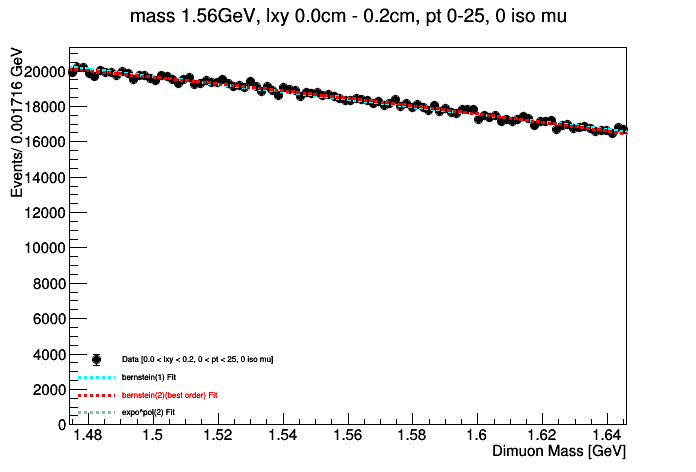 mass 1.56GeV, lxy 0.0cm - 0.2cm, pt 0-25, 0 iso mu
Events/ 0.001716 GeV
20000
18000
16000
14000
12000
10000
8000
6000
4000
2000
0
Data [0.0 < lxy < 0.2, 0 < pt < 25, 0 iso mu]
bernstein(1) Fit
bernstein(2)(best order) Fit
expo^pol(2) Fit
1.48 1.5 1.52 1.54 1.56 1.58 1.6 1.62 1.64
Dimuon Mass [GeV]